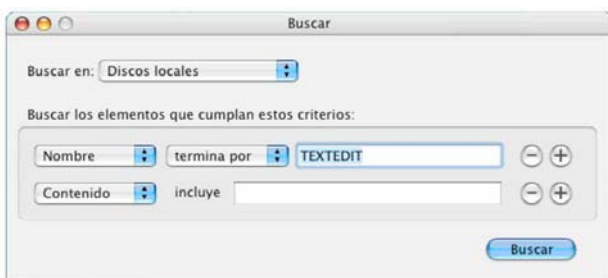 Buscar
Buscar en: Discos locales
Buscar los elementos que cumplan estos criterios:
Nombre termina por TEXTEDIT
Contenido incluye
Buscar